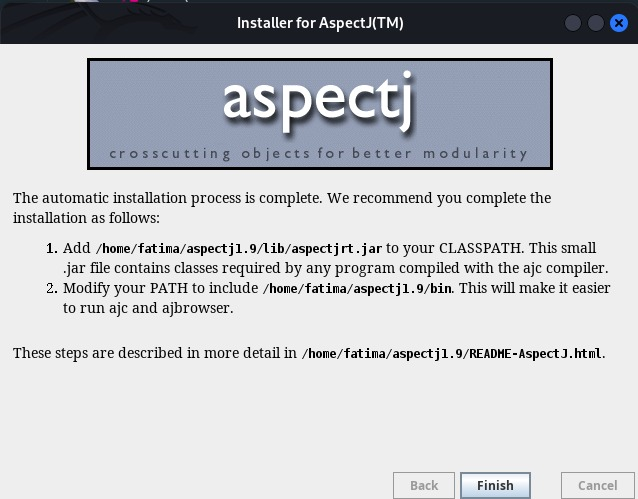 Installer for AspectJ(TM)
aspectj
crosscutting objects for better modularity
The automatic installation process is complete. We recommend you complete the
installation as follows:
1. Add /home/fatima/aspectj1.9/lib/aspectjrt.jar to your CLASSPATH. This small
.jar file contains classes required by any program compiled with the ajc compiler.
2. Modify your PATH to include /home/fatima/aspectj1.9/bin. This will make it easier
to run ajc and ajbrowser.
These steps are described in more detail in /home/fatima/aspectj1.9/README-AspectJ.html.
Back Finish Cancel